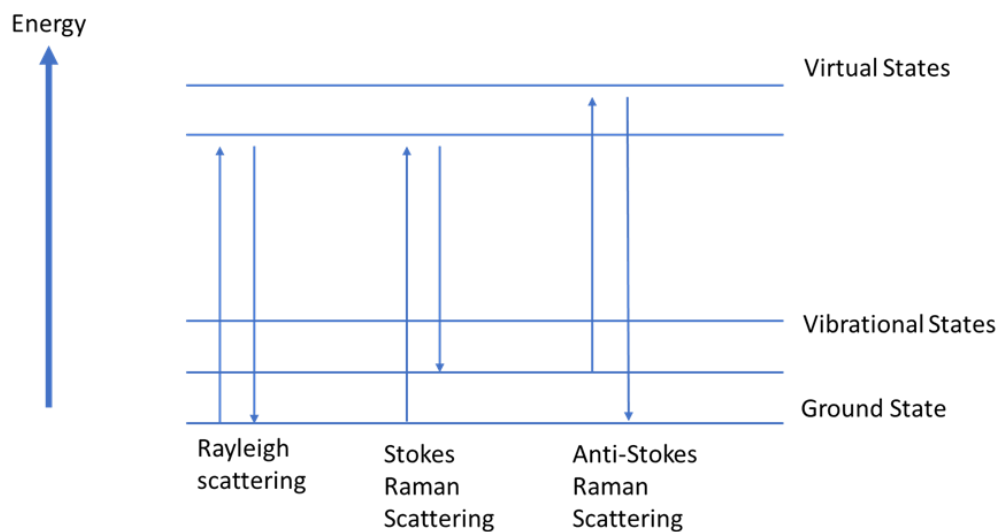 Energy
Virtual States
Vibrational States
Ground State
Rayleigh
scattering
Stokes
Raman
Scattering
Anti-Stokes
Raman
Scattering